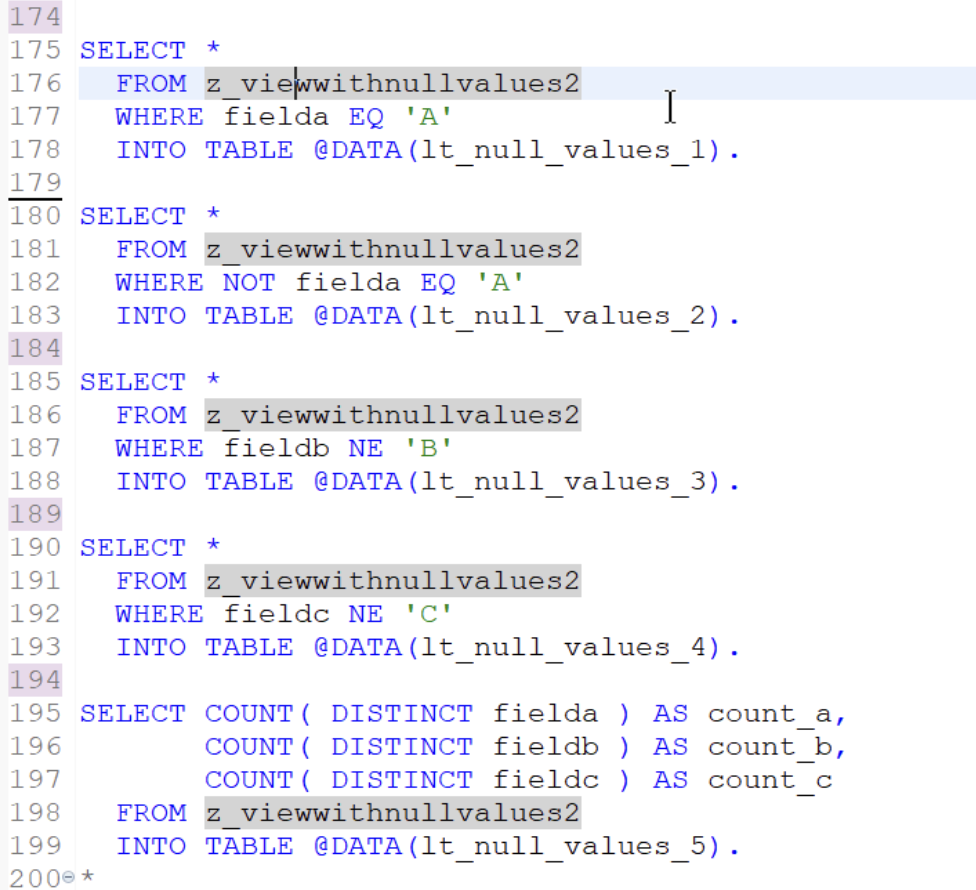 174
175 SELECT *
176 FROM z_viewwithnullvalues2
177 WHERE fielda EQ 'A'
178 INTO TABLE @DATA(lt_null_values_1).
179
180 SELECT *
181 FROM z_viewwithnullvalues2
182 WHERE NOT fielda EQ 'A'
183 INTO TABLE @DATA(lt_null_values_2).
184
185 SELECT *
186 FROM z_viewwithnullvalues2
187 WHERE fieldb NE 'B'
188 INTO TABLE @DATA(lt_null_values_3).
189
190 SELECT *
191 FROM z_viewwithnullvalues2
192 WHERE fieldc NE 'C'
193 INTO TABLE @DATA(lt_null_values_4).
194
195 SELECT COUNT( DISTINCT fielda ) AS count_a,
196 COUNT( DISTINCT fieldb ) AS count_b,
197 COUNT( DISTINCT fieldc ) AS count_c
198 FROM z_viewwithnullvalues2
199 INTO TABLE @DATA(lt_null_values_5).
200 *